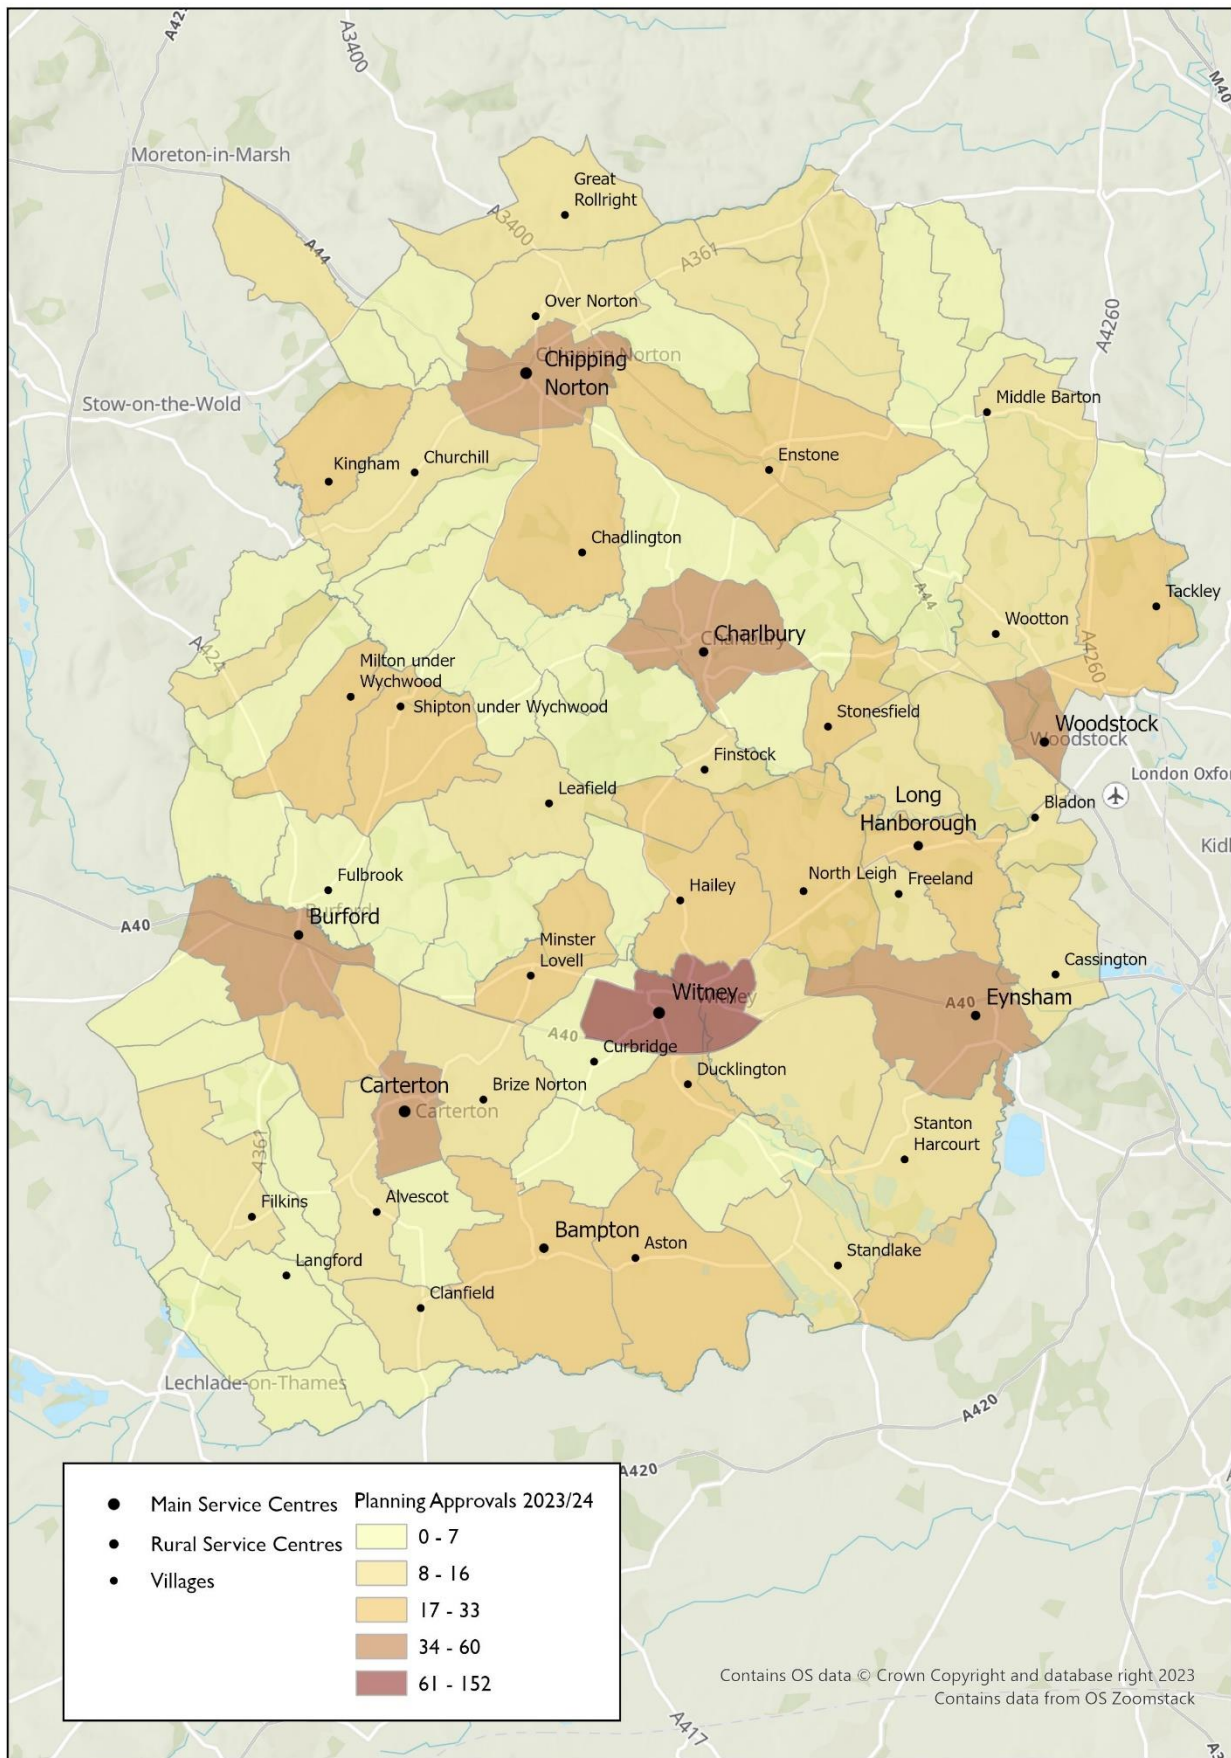 A3400
M40
Moreton-in-Marsh
Great
Rollright
A3400
A44
A361
Over Norton
A4260
Chipping Norton
Chipping
Norton
Stow-on-the-Wold
Middle Barton
Kingham
Churchill
Enstone
Chadlington
A44
Tackley
Charlbury
Charlbury
Wootton
A424
A4260
Milton under
Wychwood
Shipton under Wychwood
Stonesfield
Woodstock
Woodstock
Finstock
London Oxfor
Leafield
Long
Hanborough
Bladon
Kidl
Fulbrook
Hailey
North Leigh
Freeland
Burford
Burford
A40
Minster
Lovell
Cassington
Witney
Witney
A40
Eynsham
A40
Curbridge
Ducklington
Carterton
Carterton
Brize Norton
Stanton
Harcourt
A361
Filkins
Alvescot
Bampton
Aston
Langford
Standlake
Clanfield
Lechlade-on-Thames
A420
A420
Main Service Centres
Rural Service Centres
Villages
Planning Approvals 2023/24
0 - 7
8 - 16
17 - 33
34 - 60
61 - 152
Contains OS data © Crown Copyright and database right 2023
Contains data from OS Zoomstack
A417